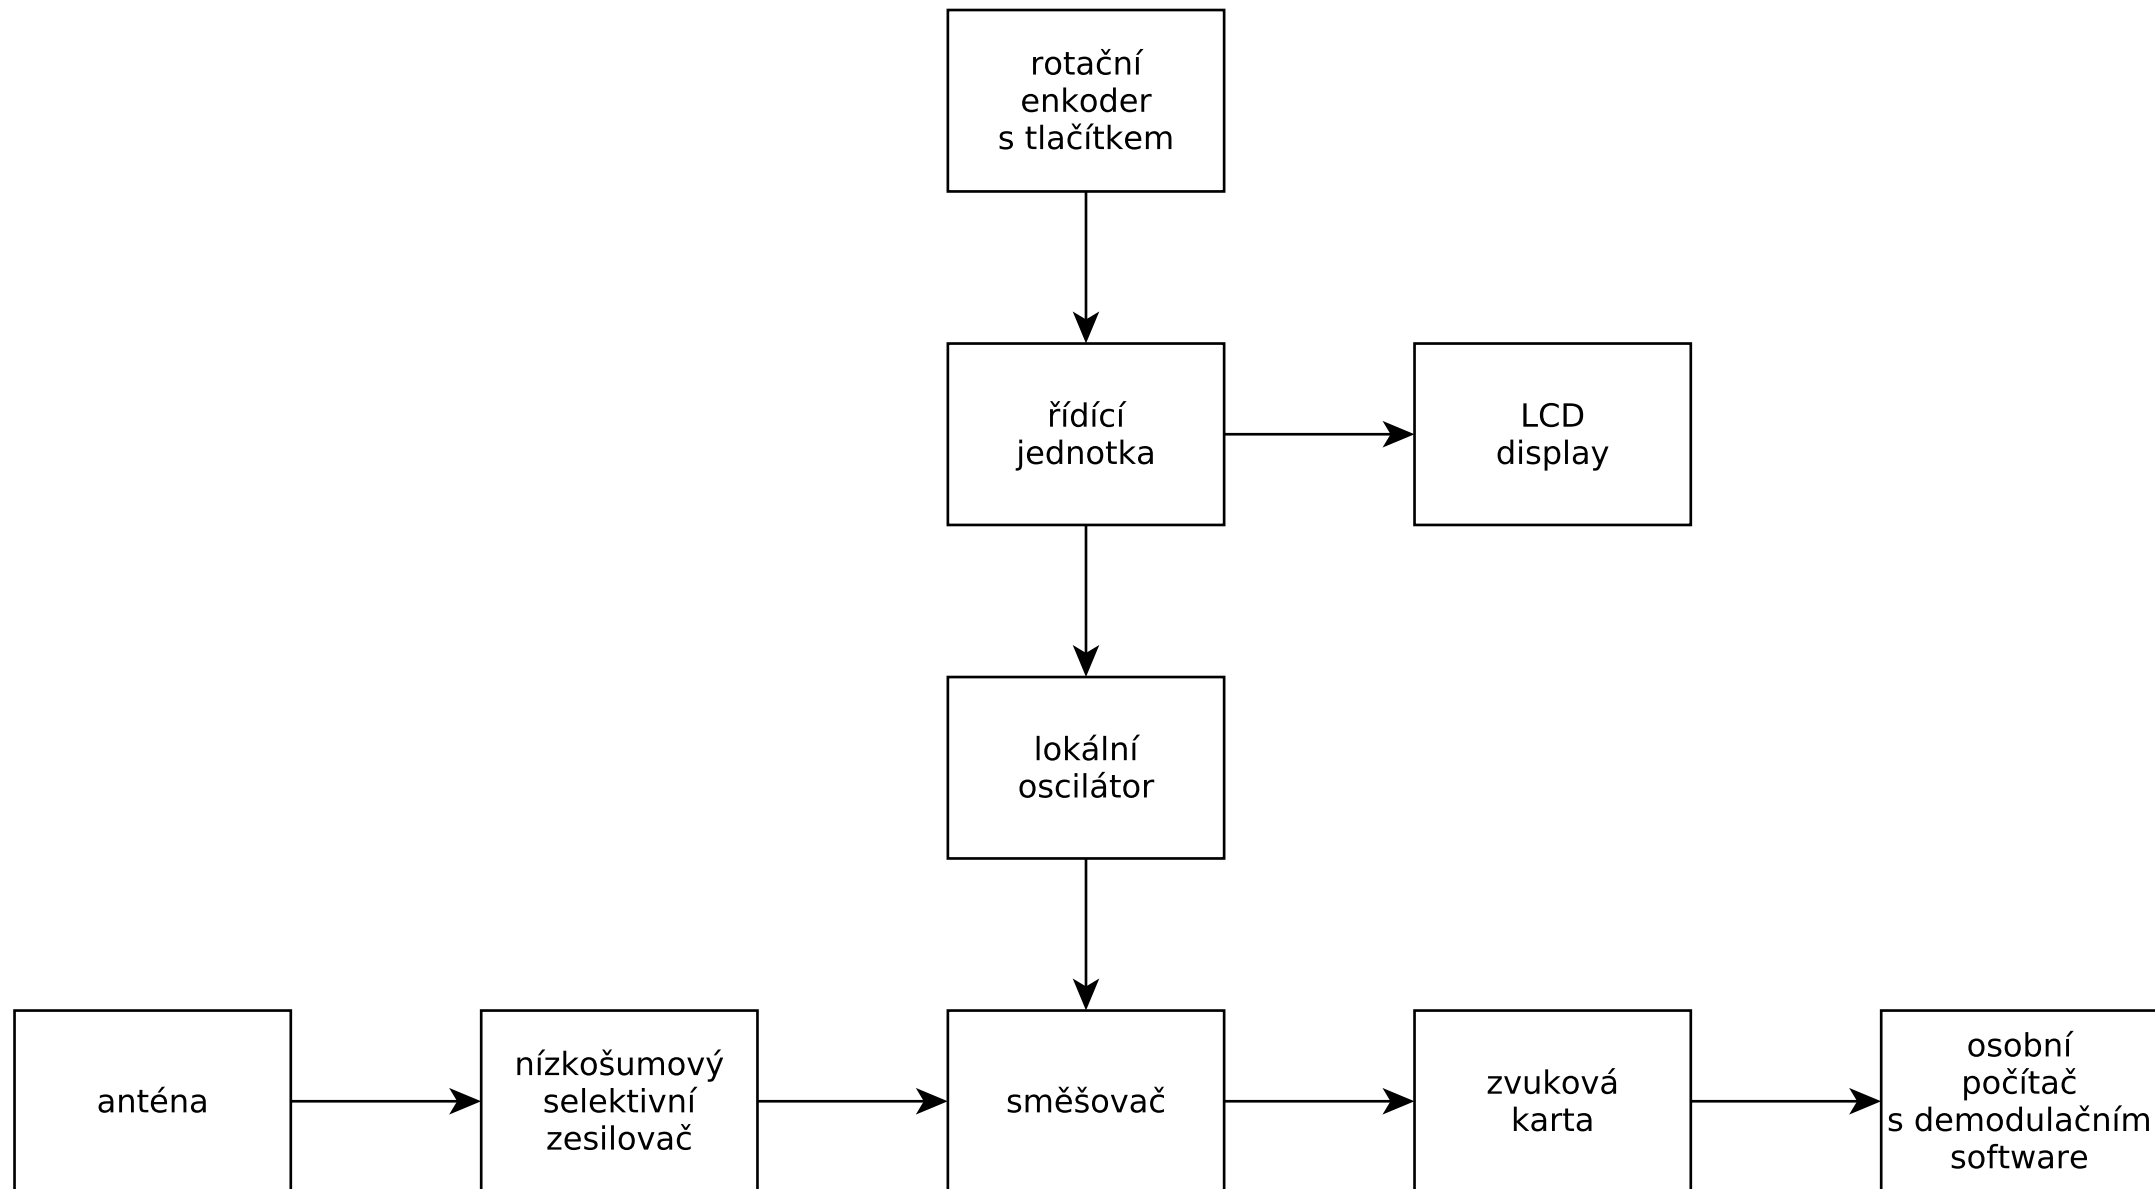 rotační
enkoder
s tlačítkem
řídící
jednotka
LCD
display
lokální
oscilátor
anténa
nízkošumový
selektivní
zesilovač
směšovač
zvuková
karta
osobní
počítač
s demodulačním
software